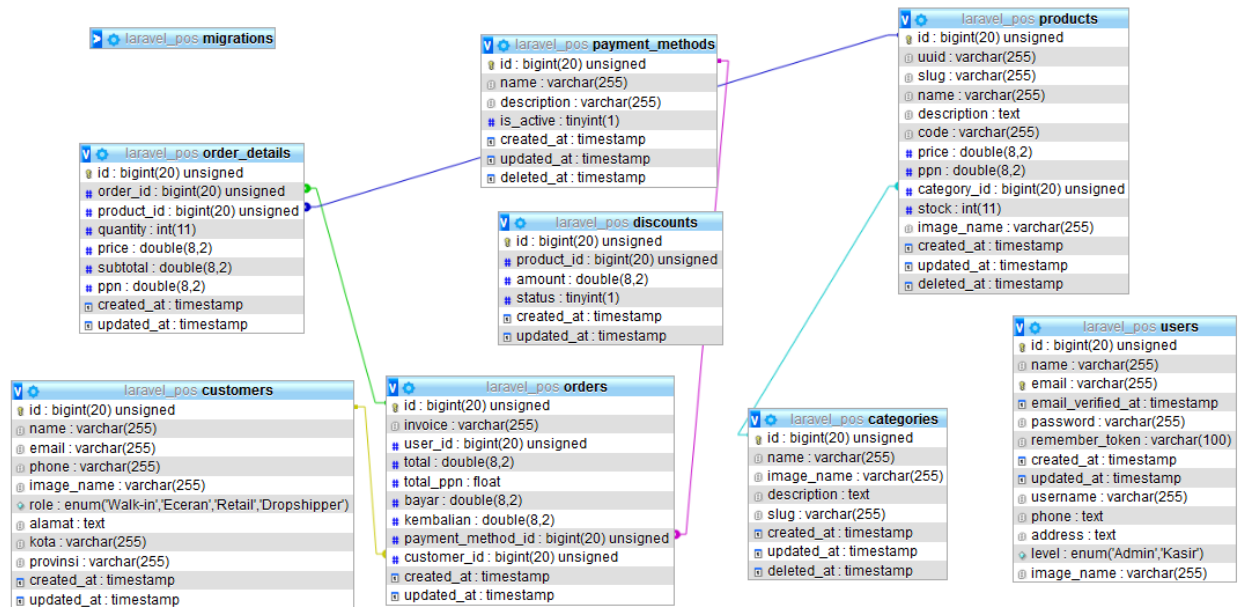 laravel_pos migrations
laravel_pos payment_methods
id : bigint(20) unsigned
name : varchar(255)
description : varchar(255)
is_active : tinyint(1)
created_at : timestamp
updated_at : timestamp
deleted_at : timestamp
laravel_pos products
id : bigint(20) unsigned
uuid : varchar(255)
slug : varchar(255)
name : varchar(255)
description : text
code : varchar(255)
price : double(8,2)
ppn : double(8,2)
category_id : bigint(20) unsigned
stock : int(11)
image_name : varchar(255)
created_at : timestamp
updated_at : timestamp
deleted_at : timestamp
laravel_pos order_details
id : bigint(20) unsigned
order_id : bigint(20) unsigned
product_id : bigint(20) unsigned
quantity : int(11)
price : double(8,2)
subtotal : double(8,2)
ppn : double(8,2)
created_at : timestamp
updated_at : timestamp
laravel_pos discounts
id : bigint(20) unsigned
product_id : bigint(20) unsigned
amount : double(8,2)
status : tinyint(1)
created_at : timestamp
updated_at : timestamp
laravel_pos users
id : bigint(20) unsigned
name : varchar(255)
email : varchar(255)
email_verified_at : timestamp
password : varchar(255)
remember_token : varchar(100)
created_at : timestamp
updated_at : timestamp
username : varchar(255)
phone : text
address : text
level : enum('Admin','Kasir')
image_name : varchar(255)
laravel_pos customers
id : bigint(20) unsigned
name : varchar(255)
email : varchar(255)
phone : varchar(255)
image_name : varchar(255)
role : enum('Walk-in','Eceran','Retail','Dropshipper')
alamat : text
kota : varchar(255)
provinsi : varchar(255)
created_at : timestamp
updated_at : timestamp
laravel_pos orders
id : bigint(20) unsigned
invoice : varchar(255)
user_id : bigint(20) unsigned
total : double(8,2)
total_ppn : float
bayar : double(8,2)
kembalian : double(8,2)
payment_method_id : bigint(20) unsigned
customer_id : bigint(20) unsigned
created_at : timestamp
updated_at : timestamp
laravel_pos categories
id : bigint(20) unsigned
name : varchar(255)
image_name : varchar(255)
description : text
slug : varchar(255)
created_at : timestamp
updated_at : timestamp
deleted_at : timestamp